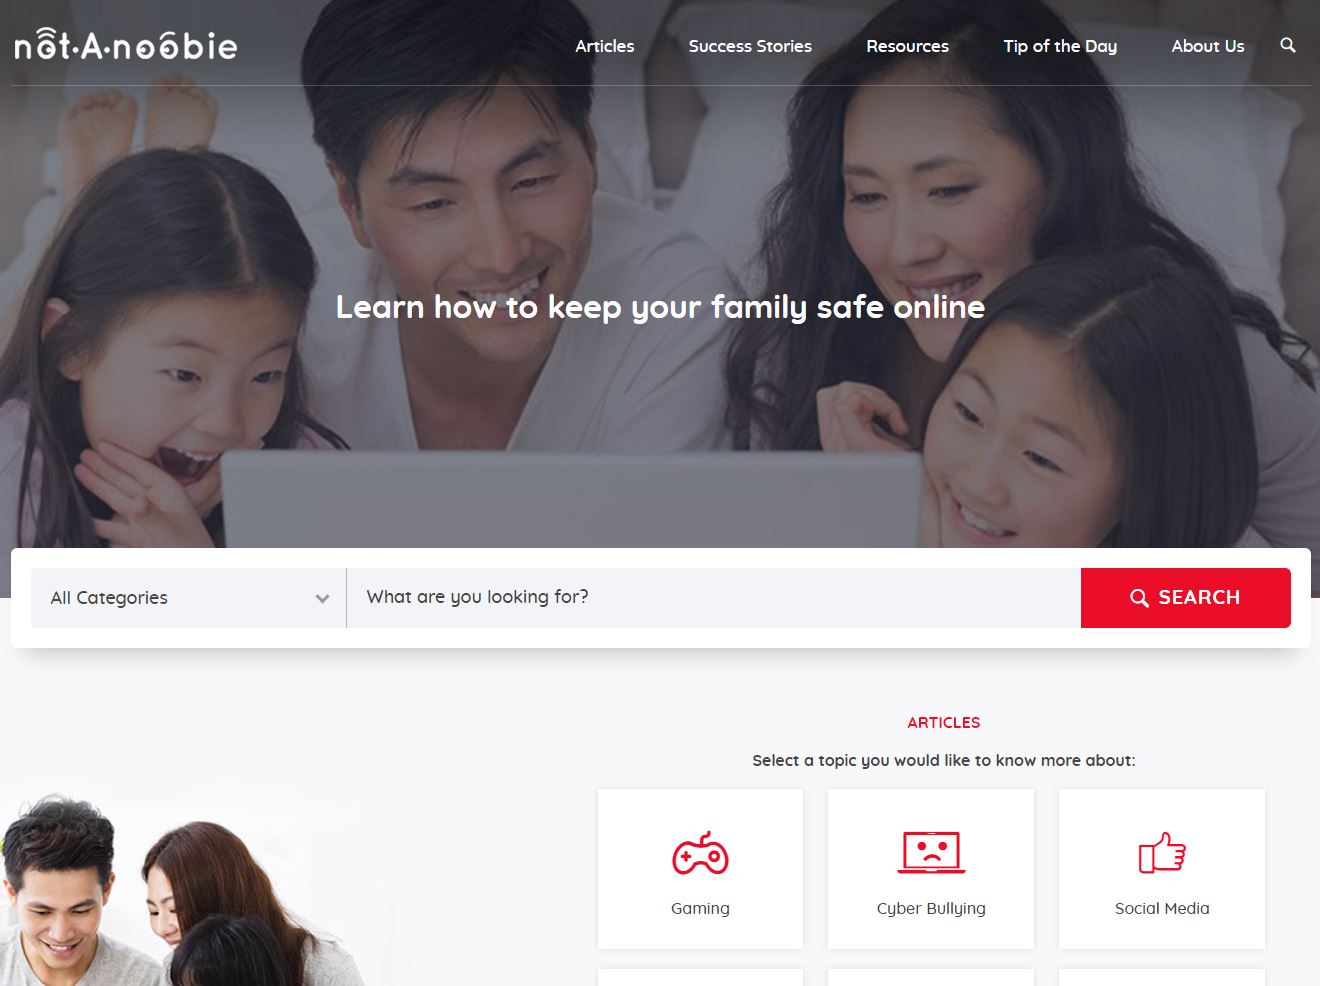 not·A·noobie
Articles
Success Stories
Resources
Tip of the Day
About Us
Learn how to keep your family safe online
All Categories
What are you looking for?
SEARCH
ARTICLES
Select a topic you would like to know more about:
Gaming
Cyber Bullying
Social Media